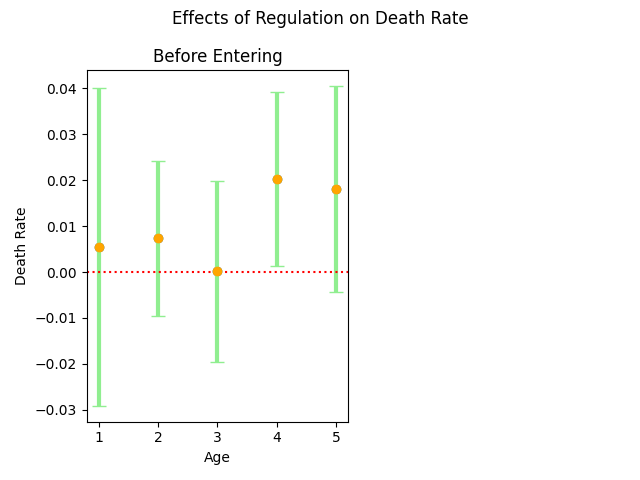 Effects of Regulation on Death Rate
Before Entering
Death Rate
0.04
0.03
0.02
0.01
0.00
−0.01
−0.02
−0.03
1 2 3 4 5
Age